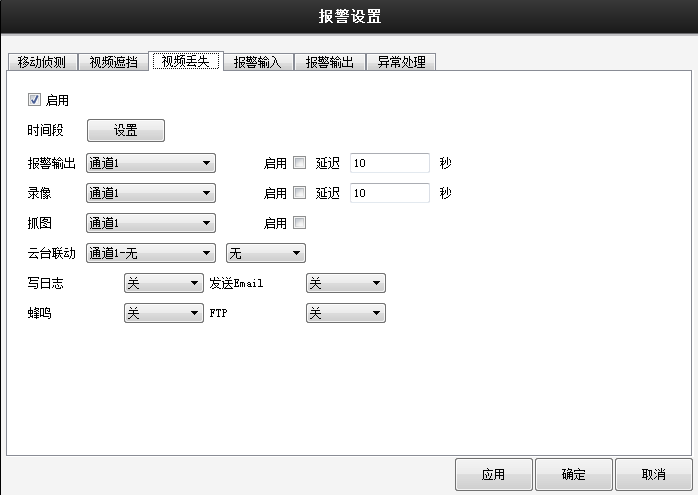 报警设置
移动侦测 视频遮挡 视频丢失 报警输入 报警输出 异常处理
启用
时间段 设置
报警输出 通道1 启用 延迟 10 秒
录像 通道1 启用 延迟 10 秒
抓图 通道1 启用
云台联动 通道1-无 无
写日志 关 发送Email 关
蜂鸣 关 FTP 关
应用 确定 取消